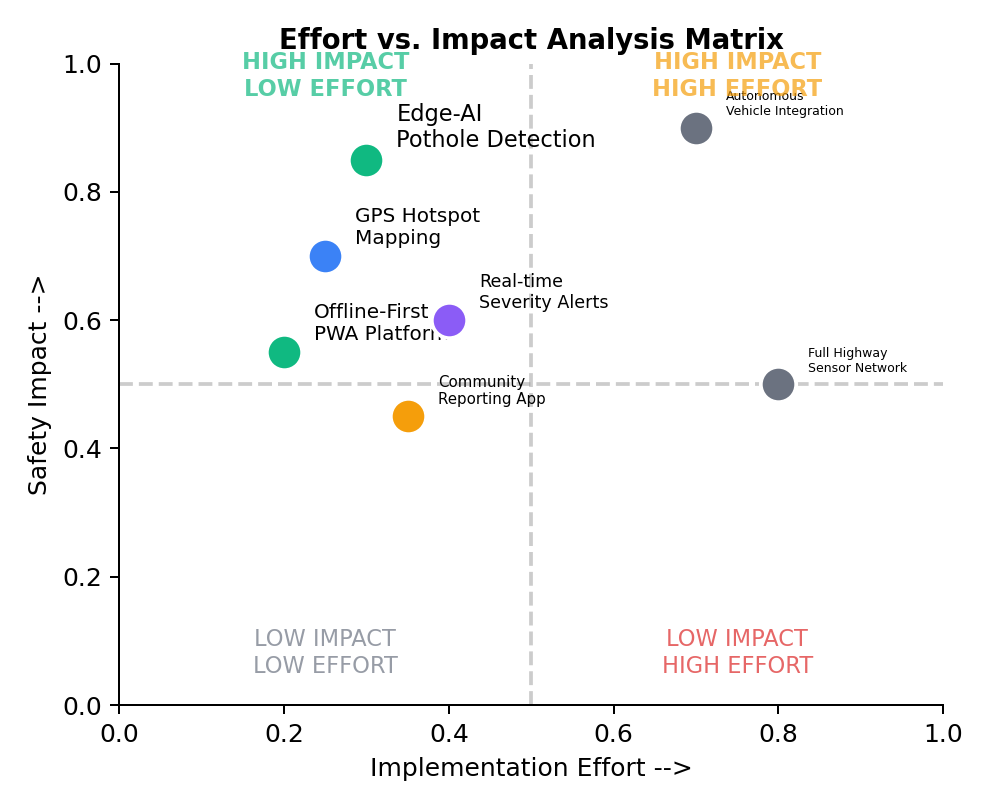 Effort vs. Impact Analysis Matrix
HIGH IMPACT
LOW EFFORT
HIGH IMPACT
HIGH EFFORT
Autonomous
Vehicle Integration
Edge-AI
Pothole Detection
GPS Hotspot
Mapping
Real-time
Severity Alerts
Offline-First
PWA Platform
Full Highway
Sensor Network
Community
Reporting App
LOW IMPACT
LOW EFFORT
LOW IMPACT
HIGH EFFORT
Safety Impact -->
1.0
0.8
0.6
0.4
0.2
0.0
0.0
0.2
0.4
0.6
0.8
1.0
Implementation Effort -->